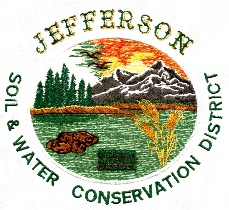 JEFFERSON
SOIL & WATER CONSERVATION DISTRICT